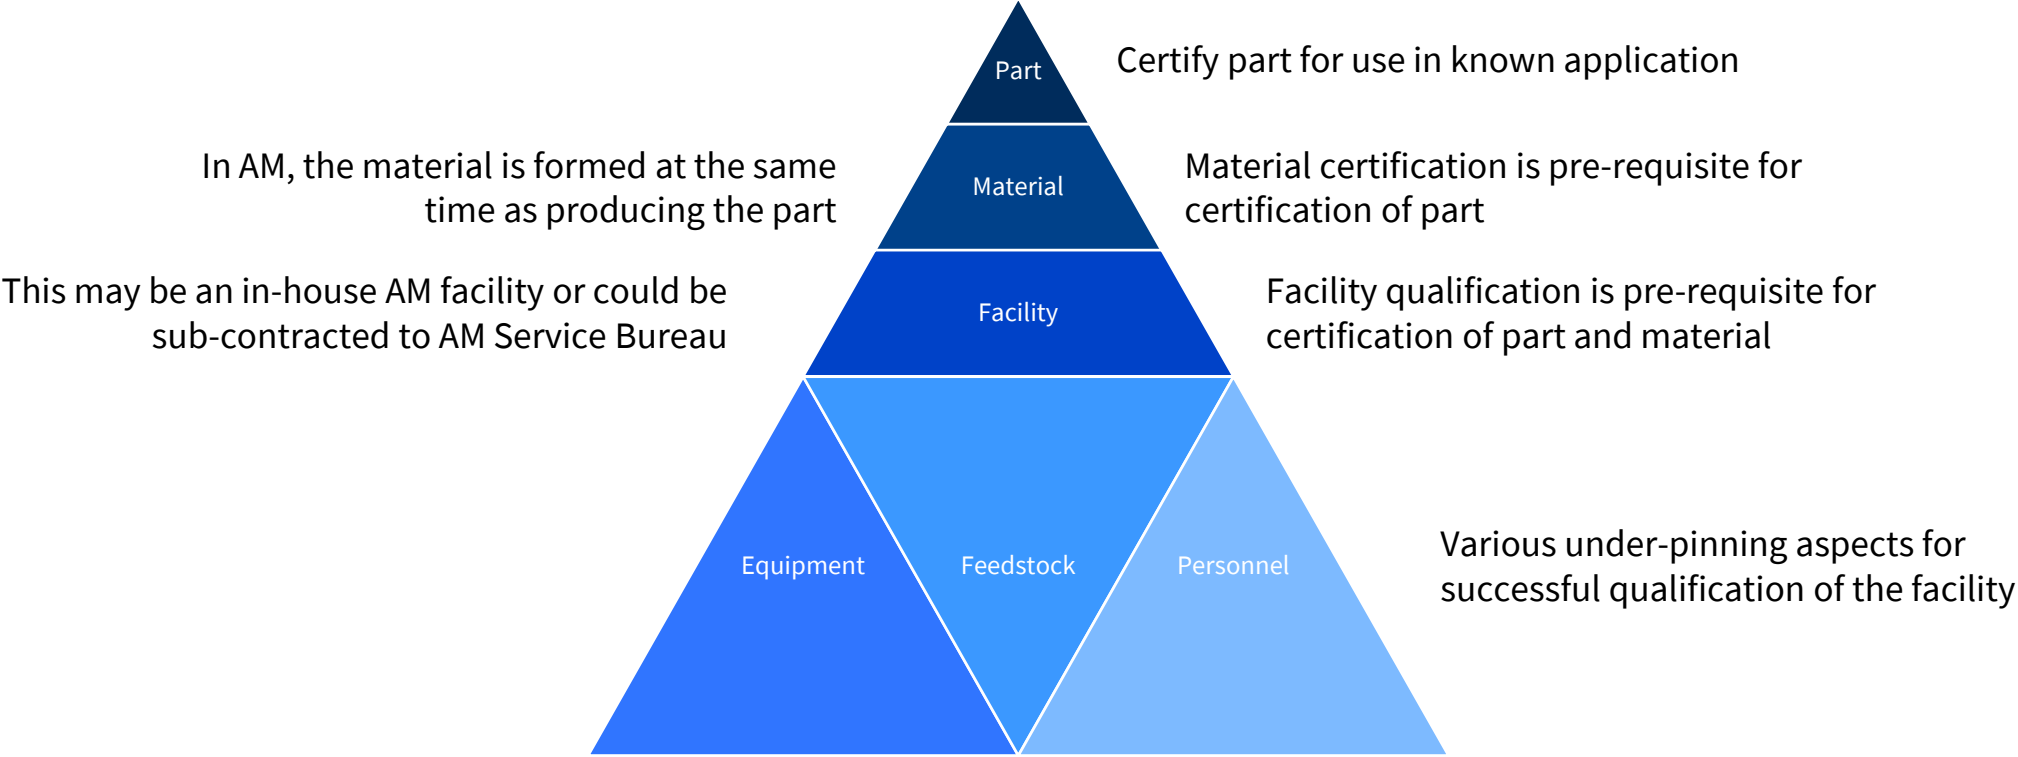 Part
Certify part for use in known application
In AM, the material is formed at the same
time as producing the part
Material
Material certification is pre-requisite for
certification of part
This may be an in-house AM facility or could be
sub-contracted to AM Service Bureau
Facility
Facility qualification is pre-requisite for
certification of part and material
Equipment
Feedstock
Personnel
Various under-pinning aspects for
successful qualification of the facility